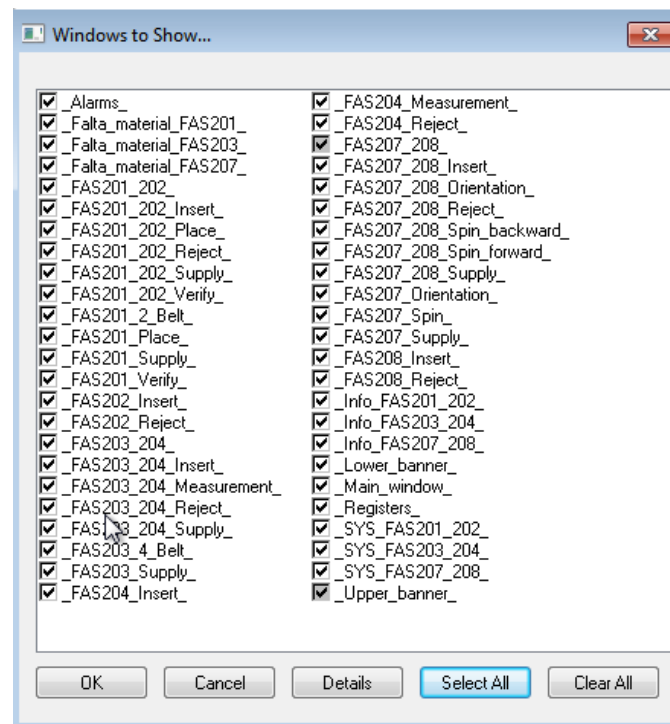 Windows to Show...
_Alarms_
_Falta_material_FAS201_
_Falta_material_FAS203_
_Falta_material_FAS207_
_FAS201_202_
_FAS201_202_Insert_
_FAS201_202_Place_
_FAS201_202_Reject_
_FAS201_202_Supply_
_FAS201_202_Verify_
_FAS201_2_Belt_
_FAS201_Place_
_FAS201_Supply_
_FAS201_Verify_
_FAS202_Insert_
_FAS202_Reject_
_FAS203_204_
_FAS203_204_Insert_
_FAS203_204_Measurement_
_FAS203_204_Reject_
_FAS203_204_Supply_
_FAS203_4_Belt_
_FAS203_Supply_
_FAS204_Insert_
_FAS204_Measurement_
_FAS204_Reject_
_FAS207_208_
_FAS207_208_Insert_
_FAS207_208_Orientation_
_FAS207_208_Reject_
_FAS207_208_Spin_backward_
_FAS207_208_Spin_forward_
_FAS207_208_Supply_
_FAS207_Orientation_
_FAS207_Spin_
_FAS207_Supply_
_FAS208_Insert_
_FAS208_Reject_
_Info_FAS201_202_
_Info_FAS203_204_
_Info_FAS207_208_
_Lower_banner_
_Main_window_
_Registers_
_SYS_FAS201_202_
_SYS_FAS203_204_
_SYS_FAS207_208_
_Upper_banner_
OK Cancel Details Select All Clear All